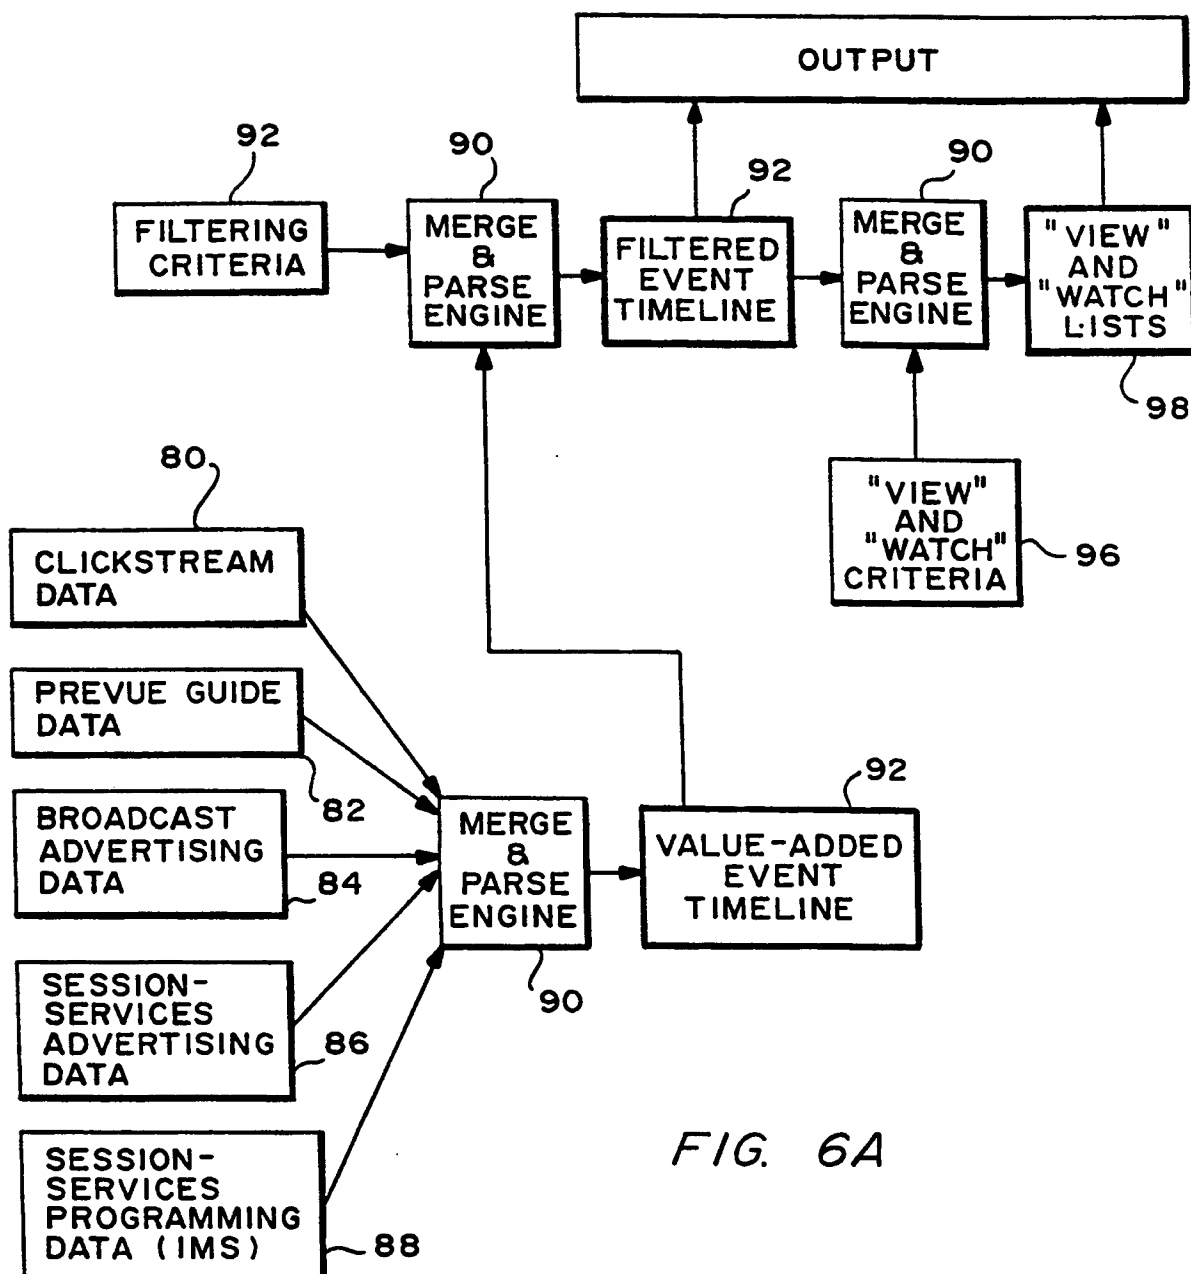 OUTPUT
92
FILTERING
CRITERIA
90
MERGE
&
PARSE
ENGINE
92
FILTERED
EVENT
TIMELINE
90
MERGE
&
PARSE
ENGINE
"VIEW"
AND
"WATCH"
L·ISTS
98
"VIEW"
AND
"WATCH"
CRITERIA
96
80
CLICKSTREAM
DATA
PREVUE GUIDE
DATA
82
BROADCAST
ADVERTISING
DATA
84
SESSION-
SERVICES
ADVERTISING
DATA
86
SESSION-
SERVICES
PROGRAMMING
DATA (IMS)
88
MERGE
&
PARSE
ENGINE
90
92
VALUE-ADDED
EVENT
TIMELINE
FIG. 6A